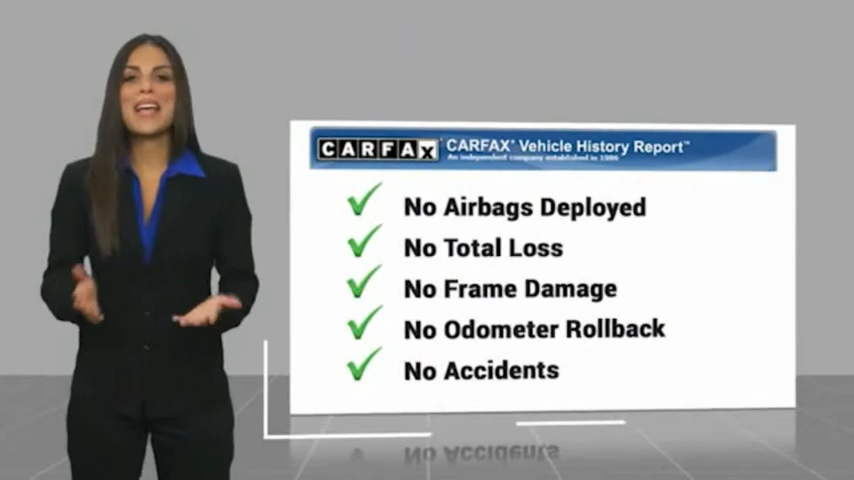 CARFAX CARFAX® Vehicle History Report™
An independent company established in 1986
No Airbags Deployed
No Total Loss
No Frame Damage
No Odometer Rollback
No Accidents
No Accidents